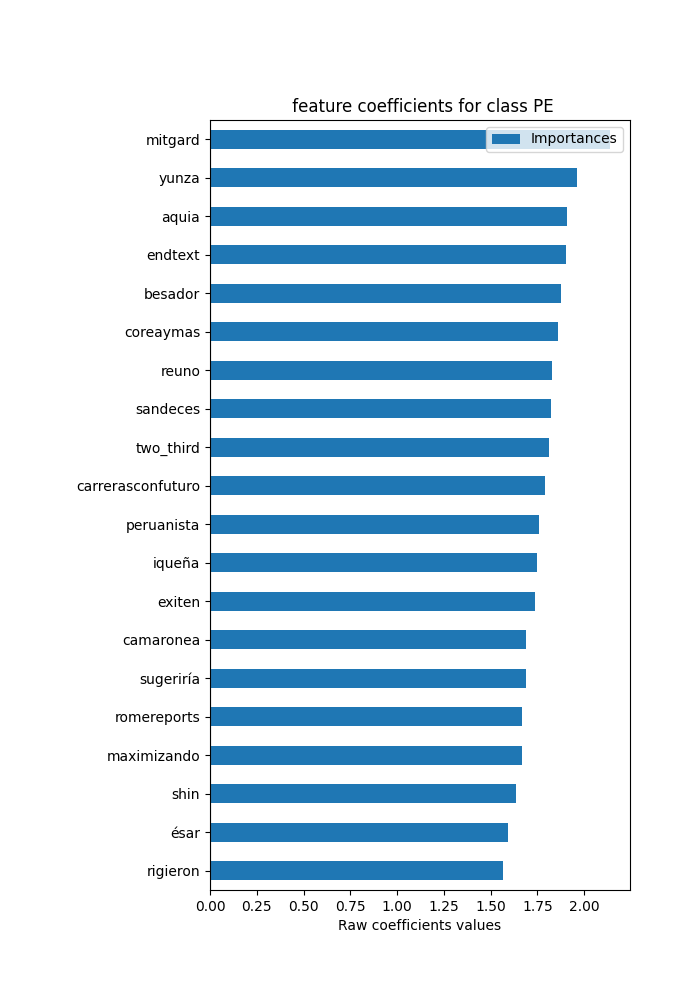 feature coefficients for class PE
Importances
mitgard
yunza
aquia
endtext
besador
coreaymas
reuno
sandeces
two_third
carrerasconfuturo
peruanista
iqueña
exiten
camaronea
sugeriría
romereports
maximizando
shin
ésar
rigieron
0.00 0.25 0.50 0.75 1.00 1.25 1.50 1.75 2.00
Raw coefficients values